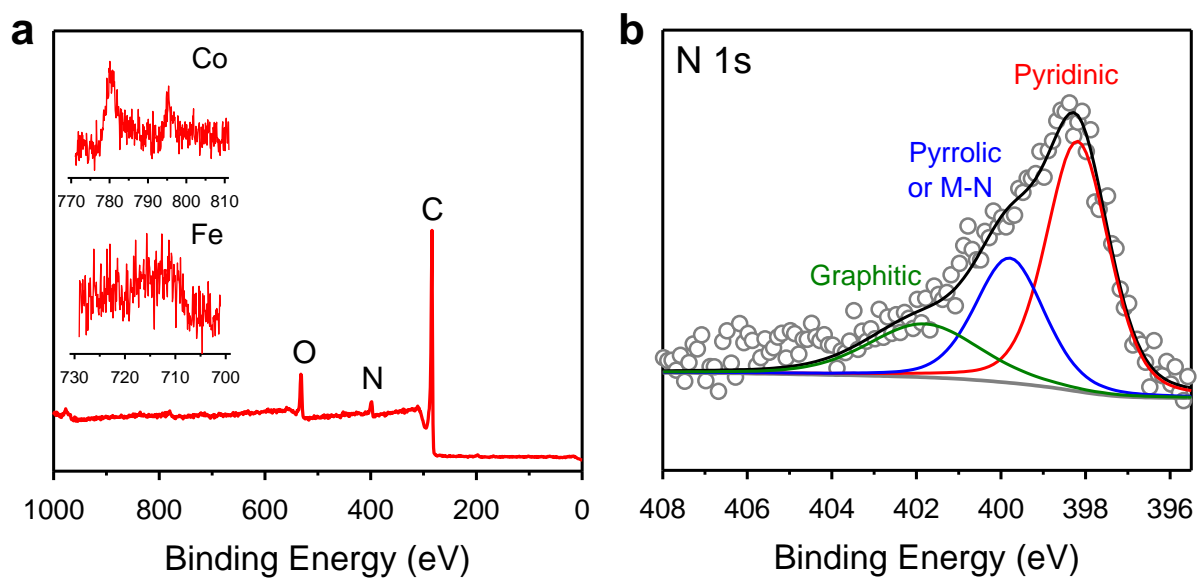 a
Co
770 780 790 800 810
Fe
730 720 710 700
O
N
C
1000 800 600 400 200 0
Binding Energy (eV)
b
N 1s
Pyridinic
Pyrrolic
or M-N
Graphitic
408 406 404 402 400 398 396
Binding Energy (eV)